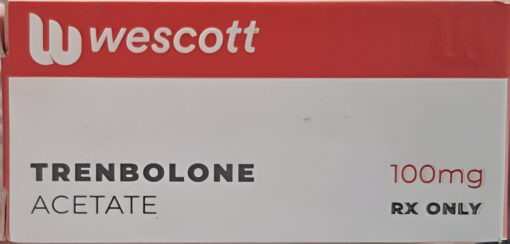 wescott
TRENBOLONE
100mg
ACETATE
RX ONLY